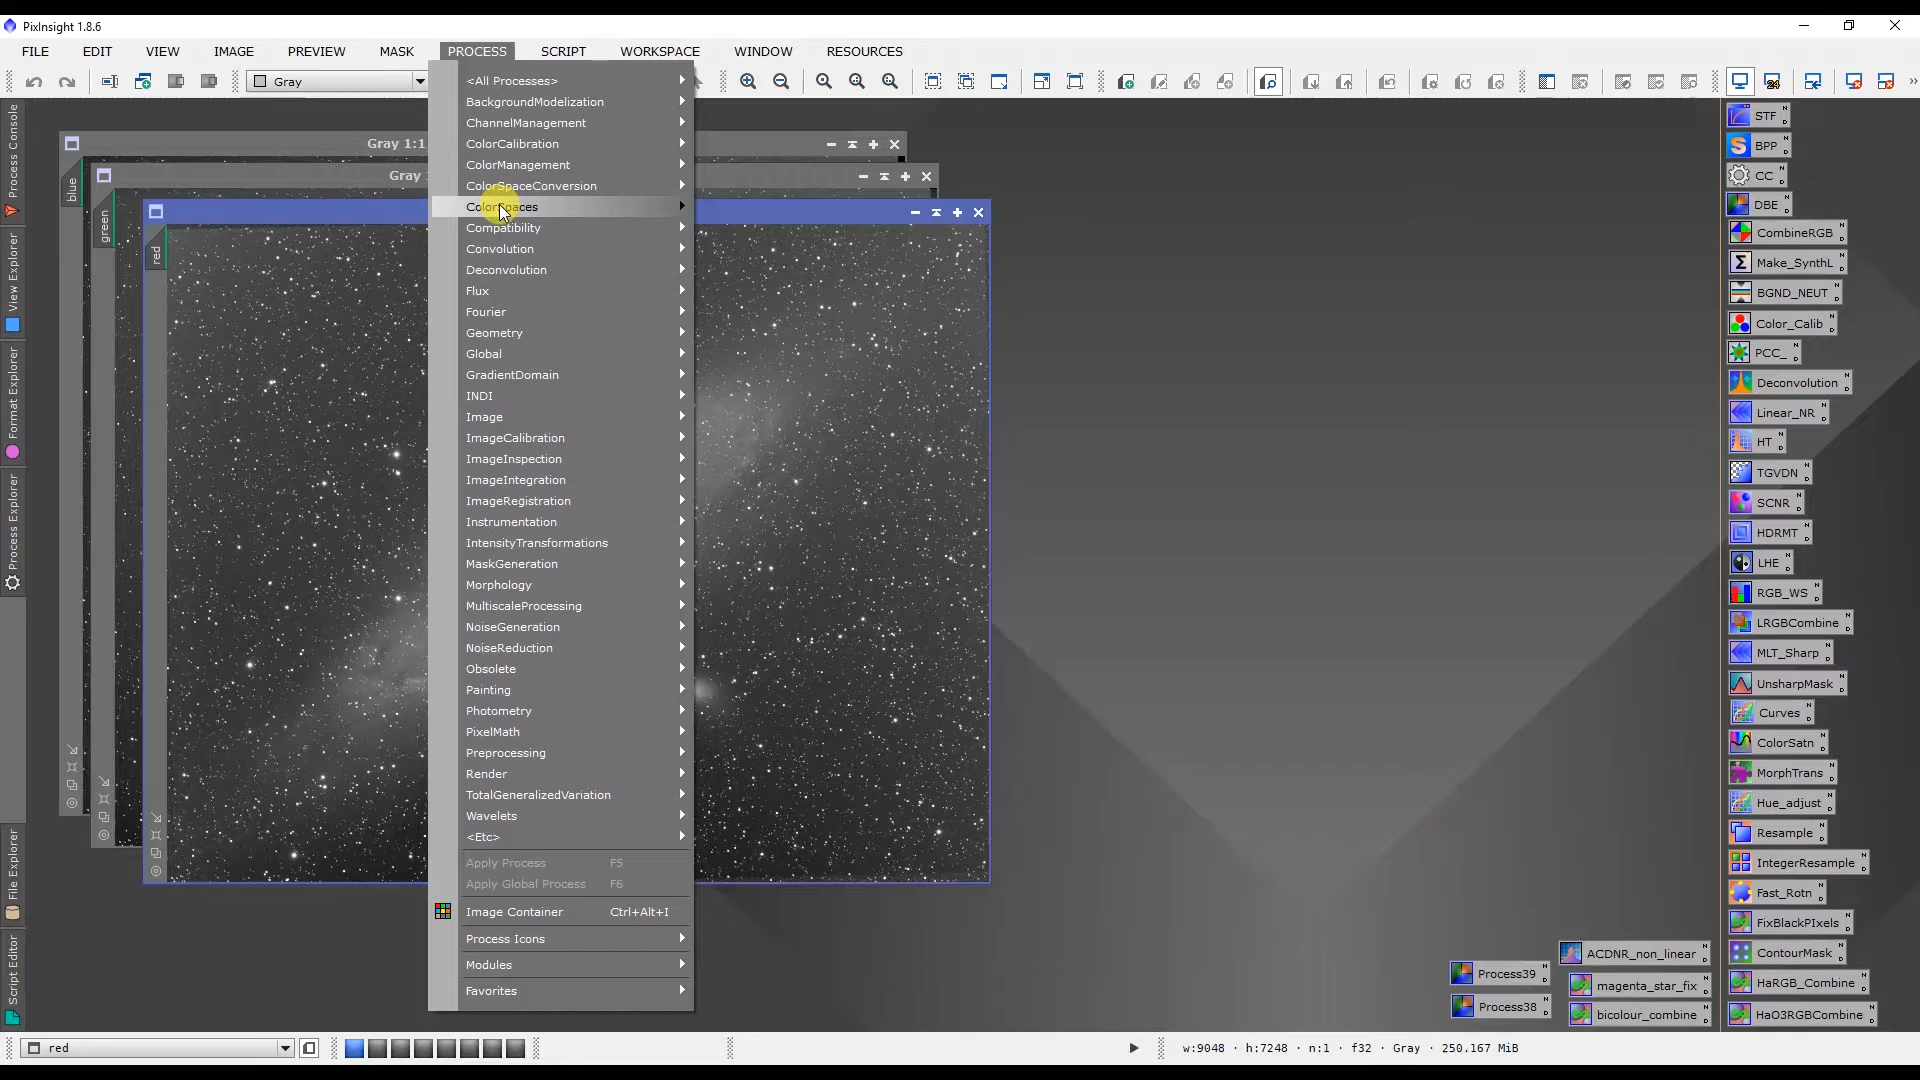 PixInsight 1.8.6
FILE EDIT VIEW IMAGE PREVIEW MASK PROCESS SCRIPT WORKSPACE WINDOW RESOURCES
Gray
24
Process Console
View Explorer
Format Explorer
Process Explorer
File Explorer
Script Editor
Gray 1:1
blue
Gray
green
red
<All Processes>
BackgroundModelization
ChannelManagement
ColorCalibration
ColorManagement
ColorSpaceConversion
ColorSpaces
Compatibility
Convolution
Deconvolution
Flux
Fourier
Geometry
Global
GradientDomain
INDI
Image
ImageCalibration
ImageInspection
ImageIntegration
ImageRegistration
Instrumentation
IntensityTransformations
MaskGeneration
Morphology
MultiscaleProcessing
NoiseGeneration
NoiseReduction
Obsolete
Painting
Photometry
PixelMath
Preprocessing
Render
TotalGeneralizedVariation
Wavelets
<Etc>
Apply Process F5
Apply Global Process F6
Image Container Ctrl+Alt+I
Process Icons
Modules
Favorites
STF
BPP
CC
DBE
CombineRGB
Make_SynthL
BGND_NEUT
Color_Calib
PCC_
Deconvolution
Linear_NR
HT
TGVDN
SCNR
HDRMT
LHE
RGB_WS
LRGBCombine
MLT_Sharp
UnsharpMask
Curves
ColorSatn
MorphTrans
Hue_adjust
Resample
IntegerResample
Fast_Rotn
FixBlackPIxels
ContourMask
HaRGB_Combine
HaO3RGBCombine
ACDNR_non_linear
Process39
magenta_star_fix
Process38
bicolour_combine
red
w:9048 · h:7248 · n:1 · f32 · Gray · 250.167 MiB